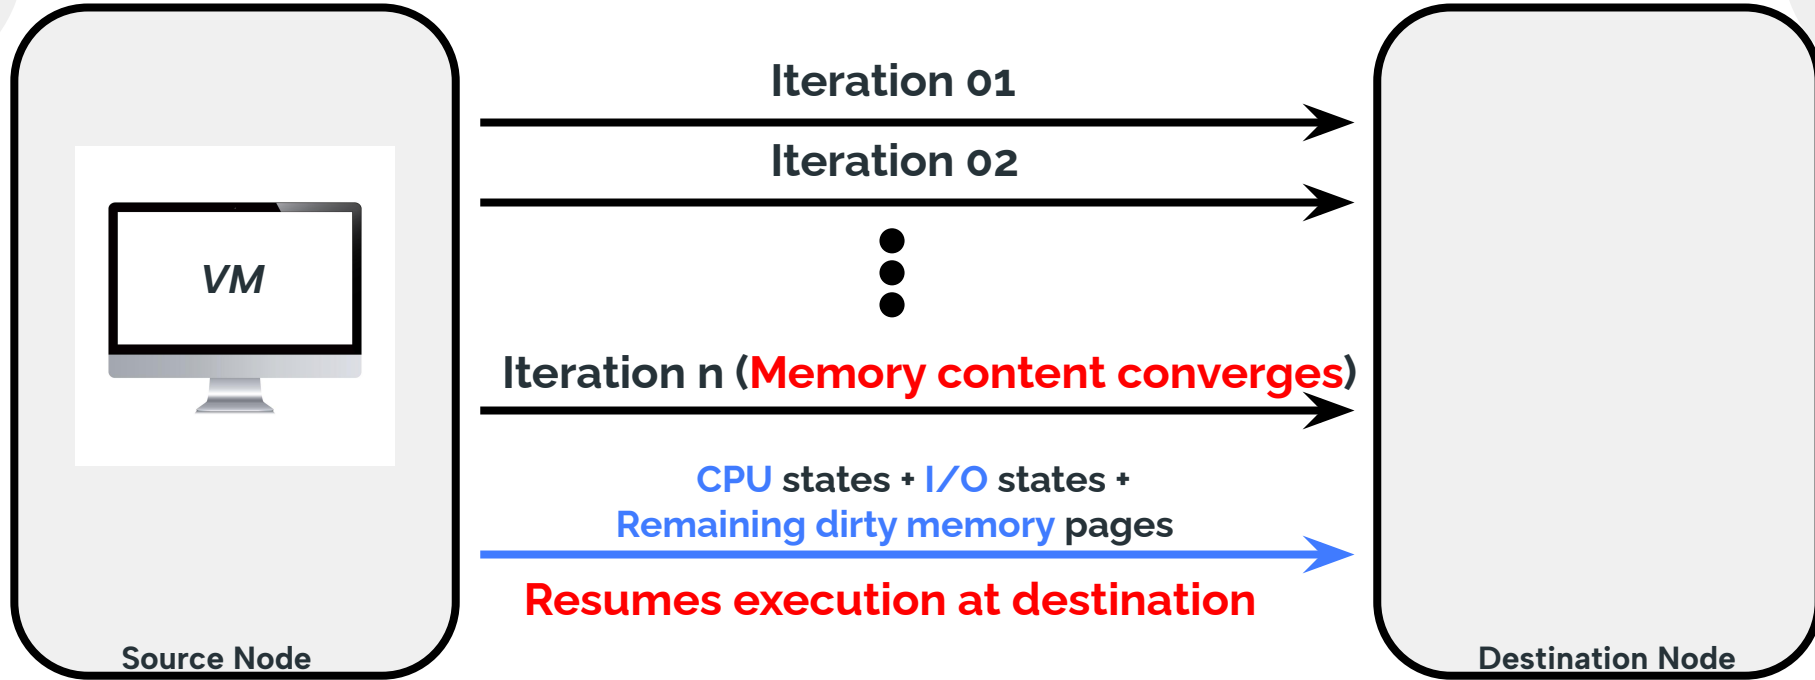 Iteration 01
Iteration 02
VM
Iteration n (Memory content converges)
CPU states + I/O states +
Remaining dirty memory pages
Resumes execution at destination
Source Node
Destination Node